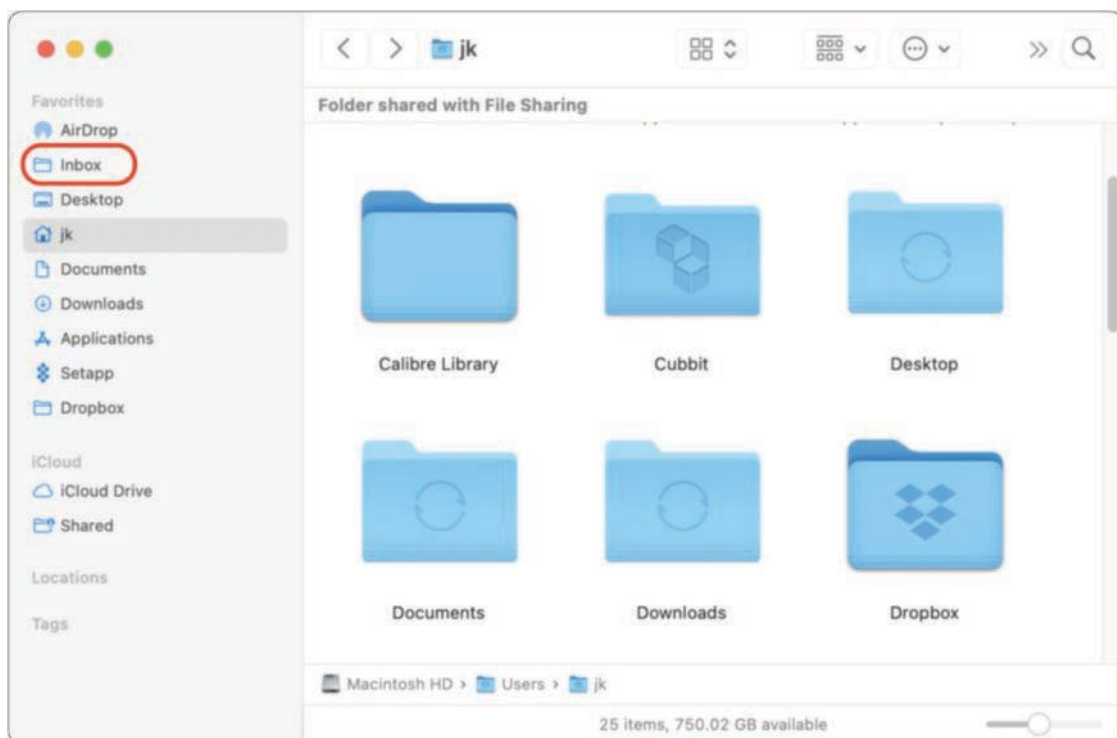 jk
Folder shared with File Sharing
Favorites
AirDrop
Inbox
Desktop
jk
Documents
Downloads
Applications
Setapp
Dropbox
iCloud
iCloud Drive
Shared
Locations
Tags
Calibre Library
Cubbit
Desktop
Documents
Downloads
Dropbox
Macintosh HD › Users › jk
25 items, 750.02 GB available